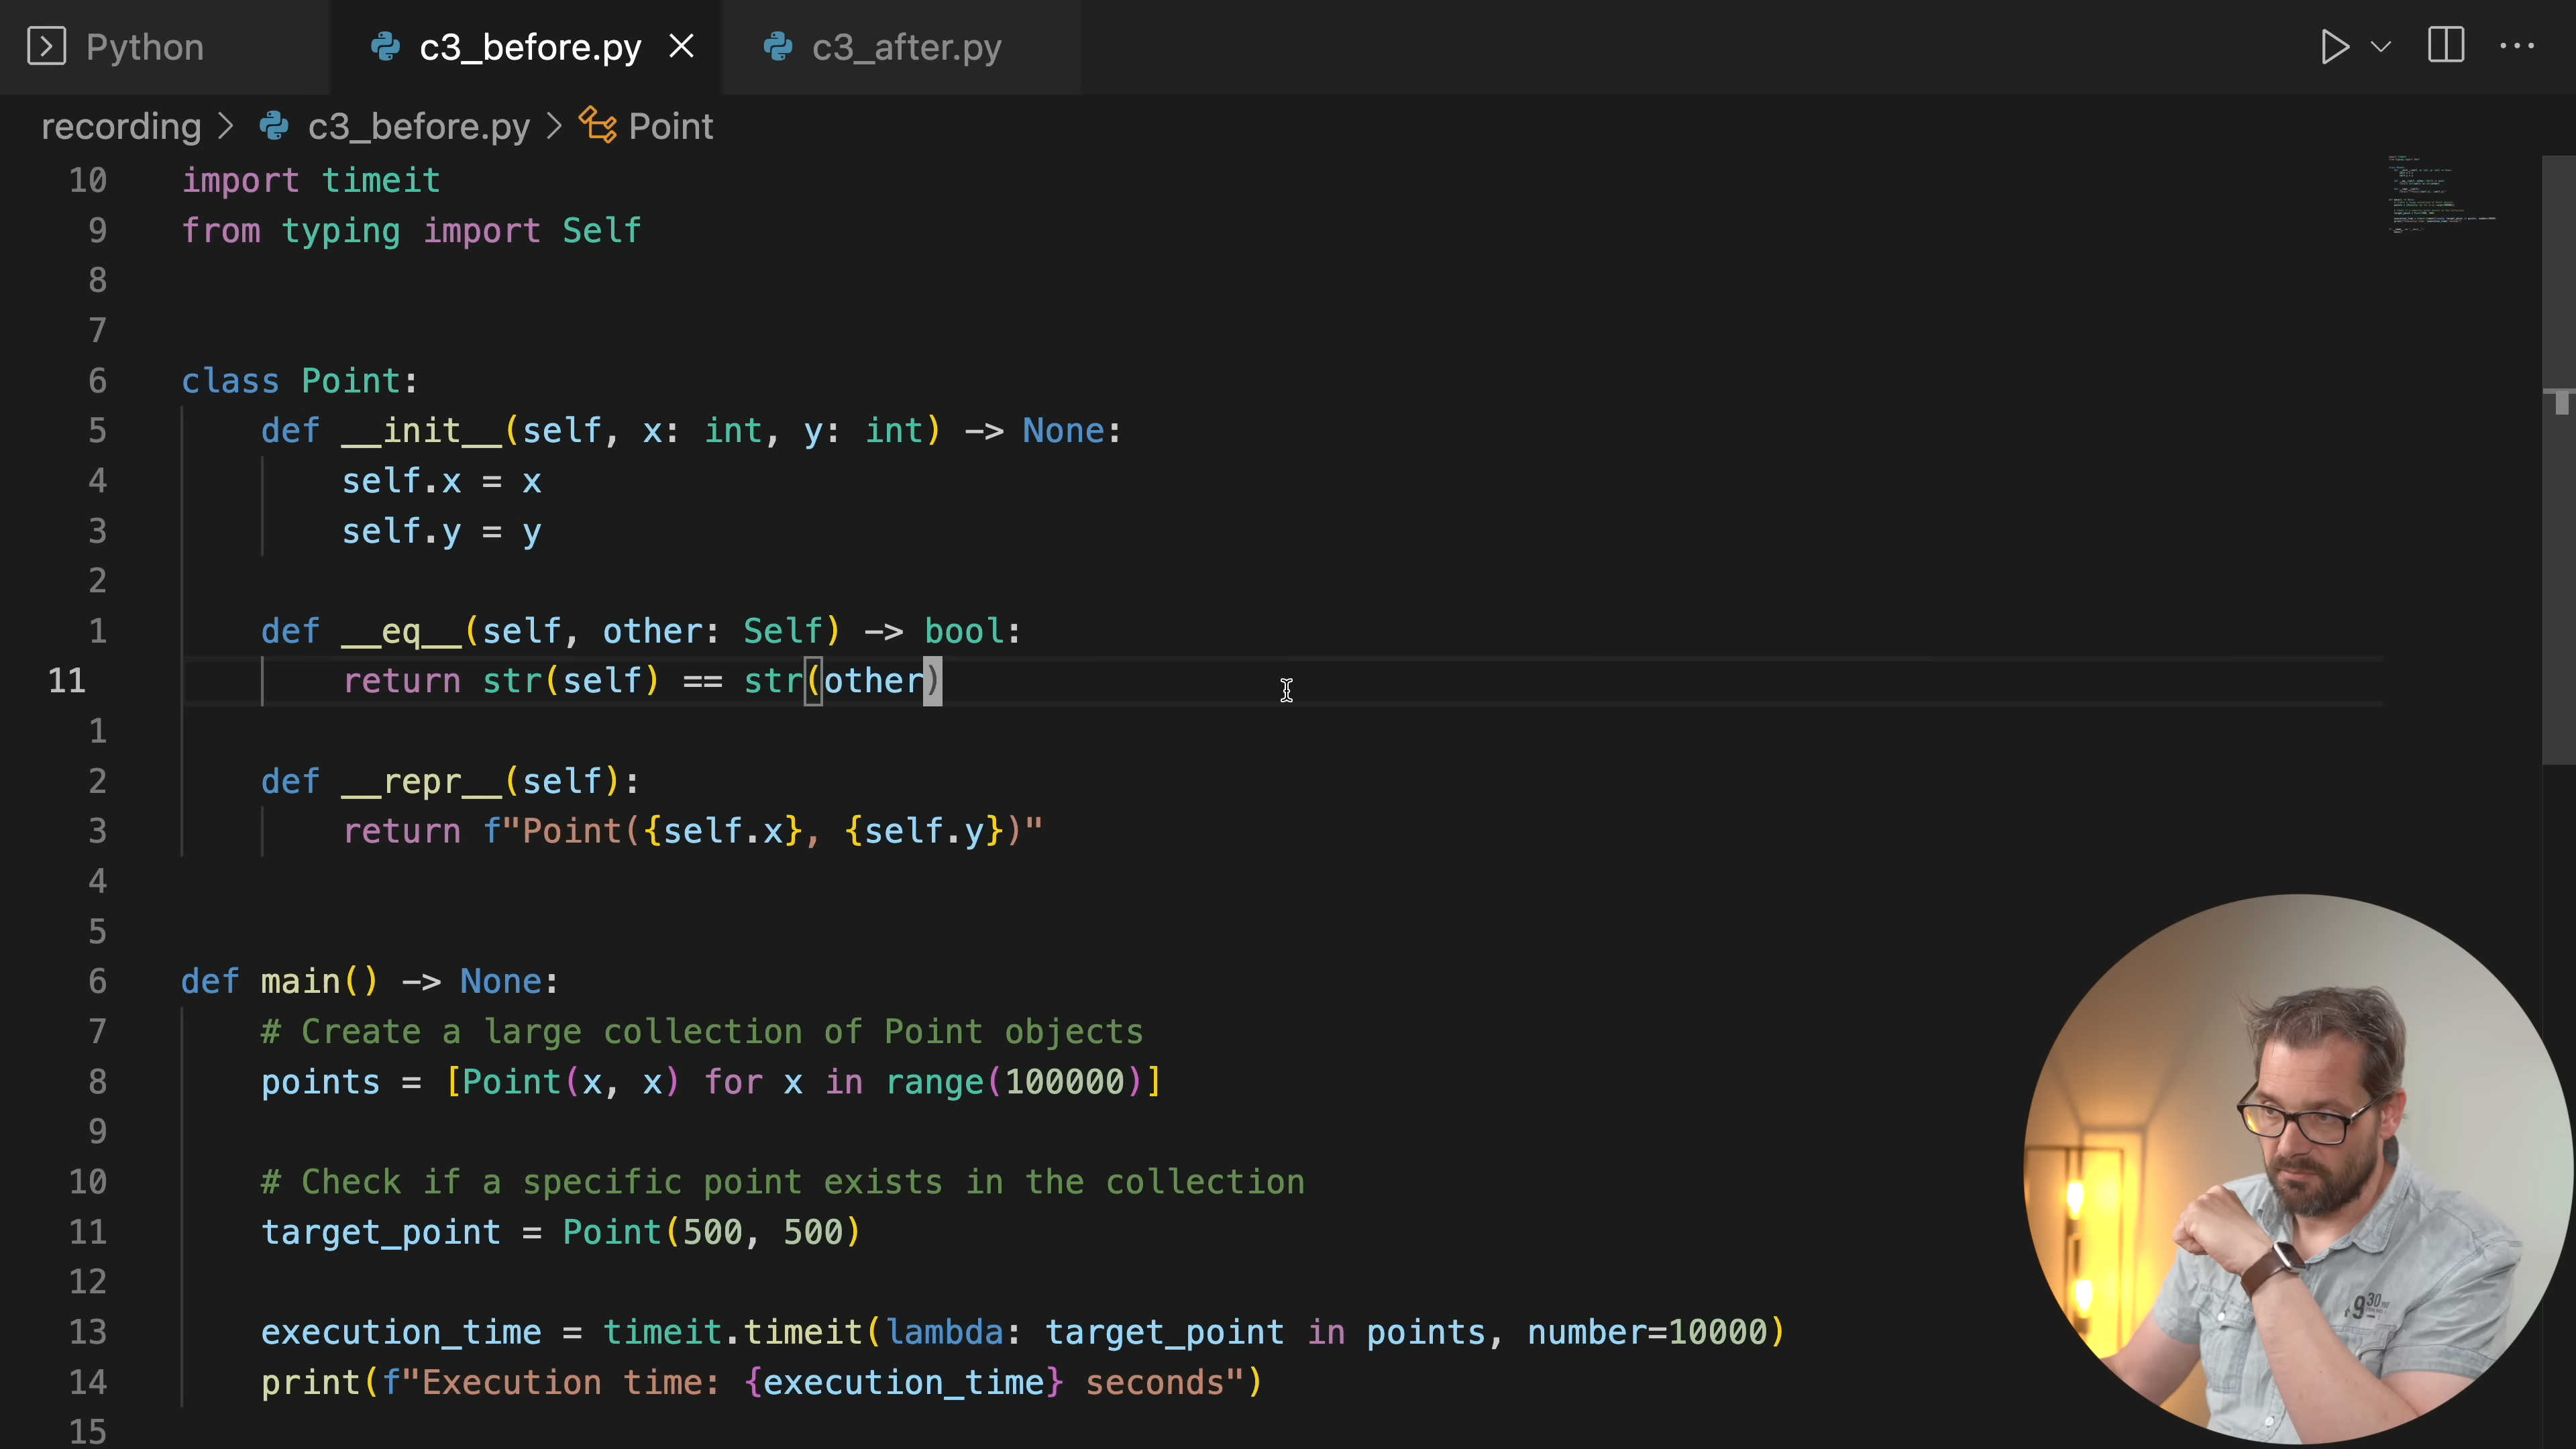 Python
c3_before.py
c3_after.py
recording > c3_before.py > Point
10 import timeit
9 from typing import Self
8
7
6 class Point:
5 def __init__(self, x: int, y: int) -> None:
4 self.x = x
3 self.y = y
2
1 def __eq__(self, other: Self) -> bool:
11 return str(self) == str(other)
1
2 def __repr__(self):
3 return f"Point({self.x}, {self.y})"
4
5
6 def main() -> None:
7 # Create a large collection of Point objects
8 points = [Point(x, x) for x in range(100000)]
9
10 # Check if a specific point exists in the collection
11 target_point = Point(500, 500)
12
13 execution_time = timeit.timeit(lambda: target_point in points, number=10000)
14 print(f"Execution time: {execution_time} seconds")
15
930